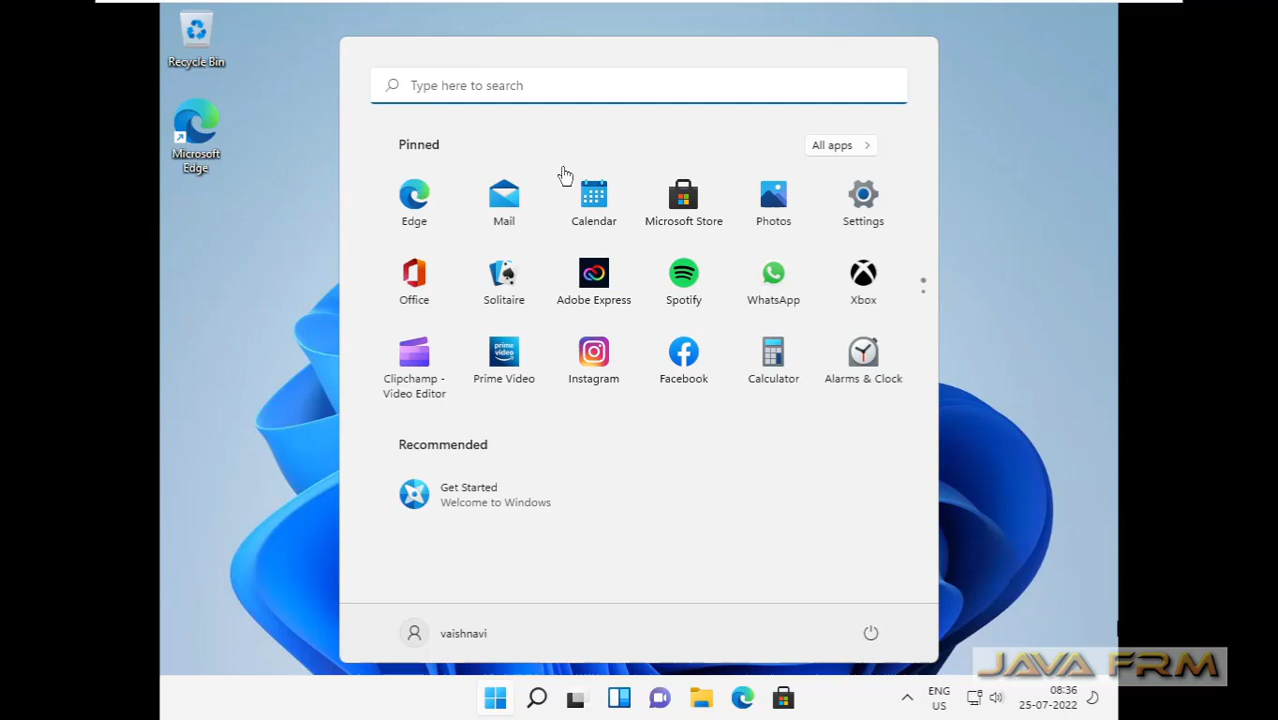 Recycle Bin
Microsoft
Edge
Type here to search
Pinned
All apps
Edge
Mail
Calendar
Microsoft Store
Photos
Settings
Office
Solitaire
Adobe Express
Spotify
WhatsApp
Xbox
prime
video
Clipchamp -
Video Editor
Prime Video
Instagram
Facebook
Calculator
Alarms & Clock
Recommended
Get Started
Welcome to Windows
vaishnavi
JAVA FRM
ENG
US
08:36
25-07-2022